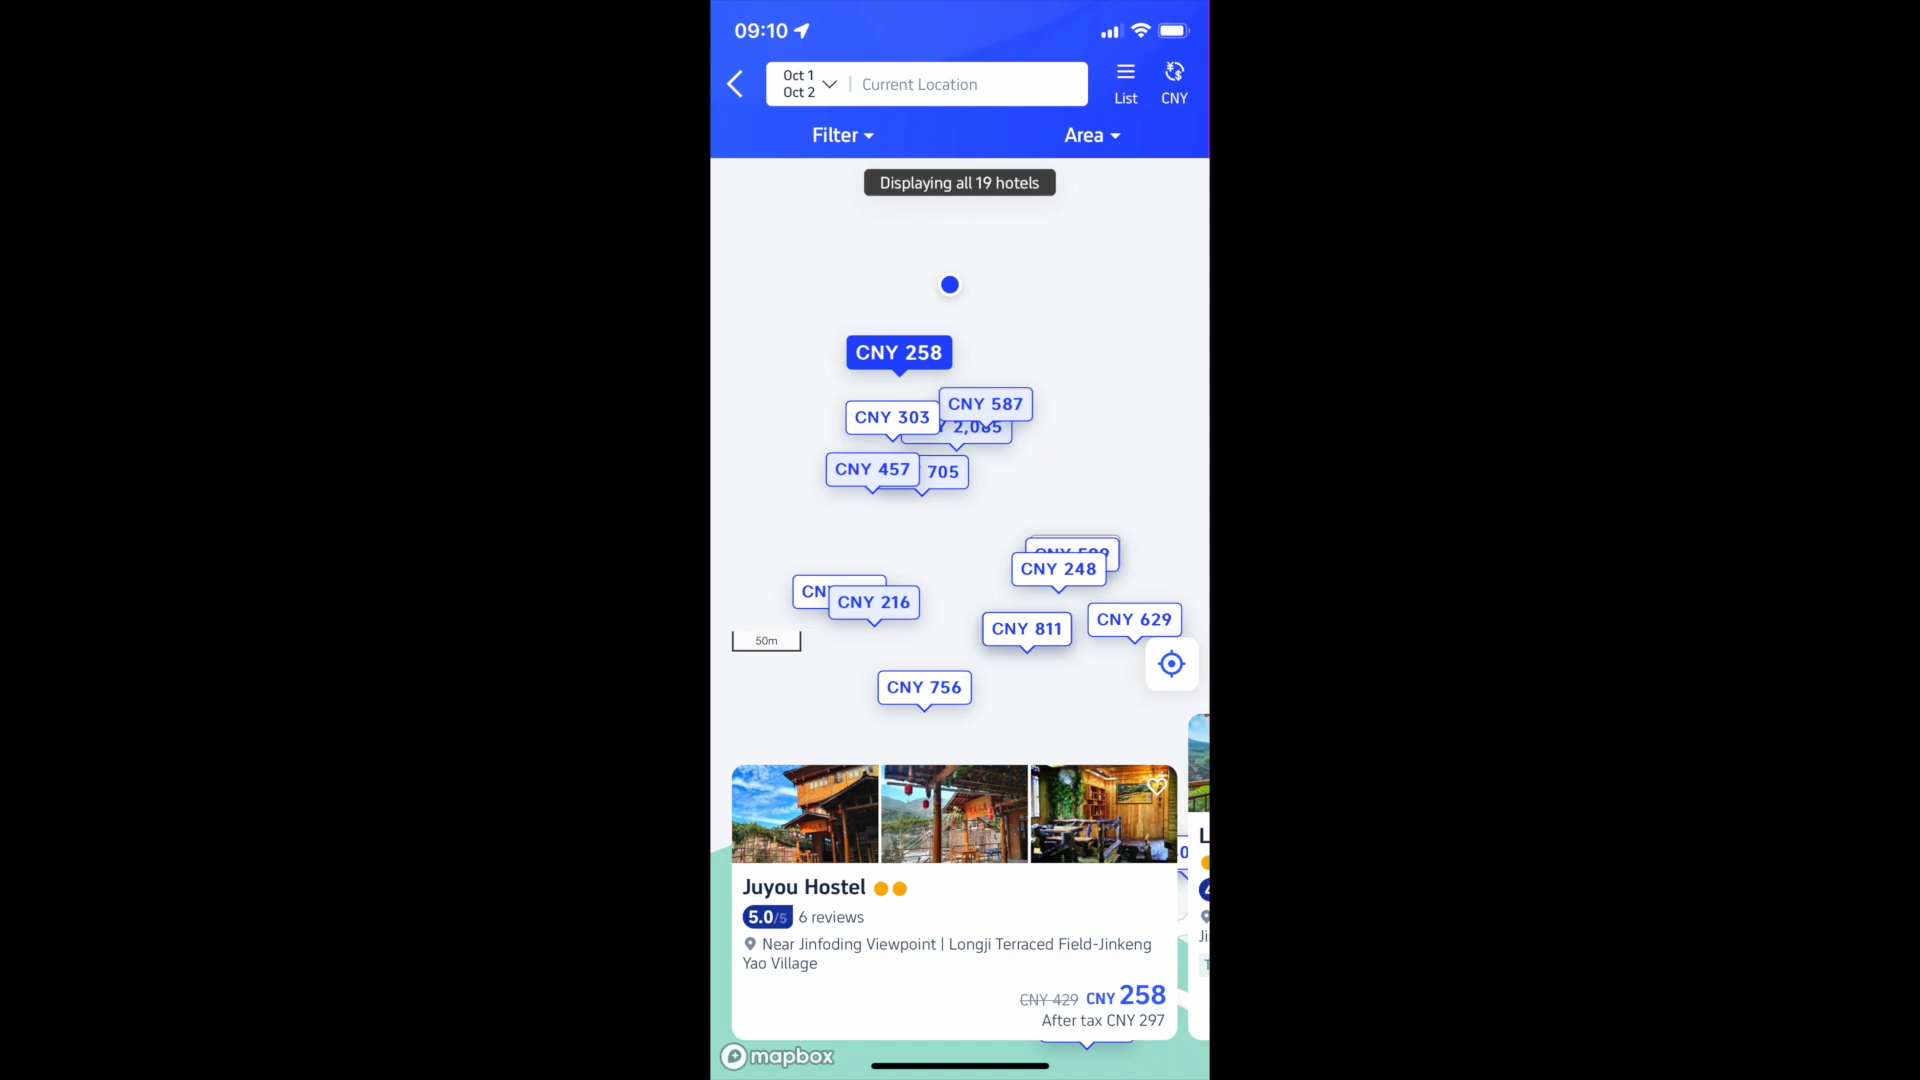 09:10
Oct 1
Oct 2
Current Location
List
CNY
Filter
Area
Displaying all 19 hotels
CNY 258
CNY 587
CNY 303
2,065
CNY 457
705
CNY 248
CN
CNY 216
CNY 629
CNY 811
50m
CNY 756
Juyou Hostel
5.0/5 6 reviews
Near Jinfoding Viewpoint | Longji Terraced Field-Jinkeng
Yao Village
CNY 429 CNY 258
After tax CNY 297
mapbox